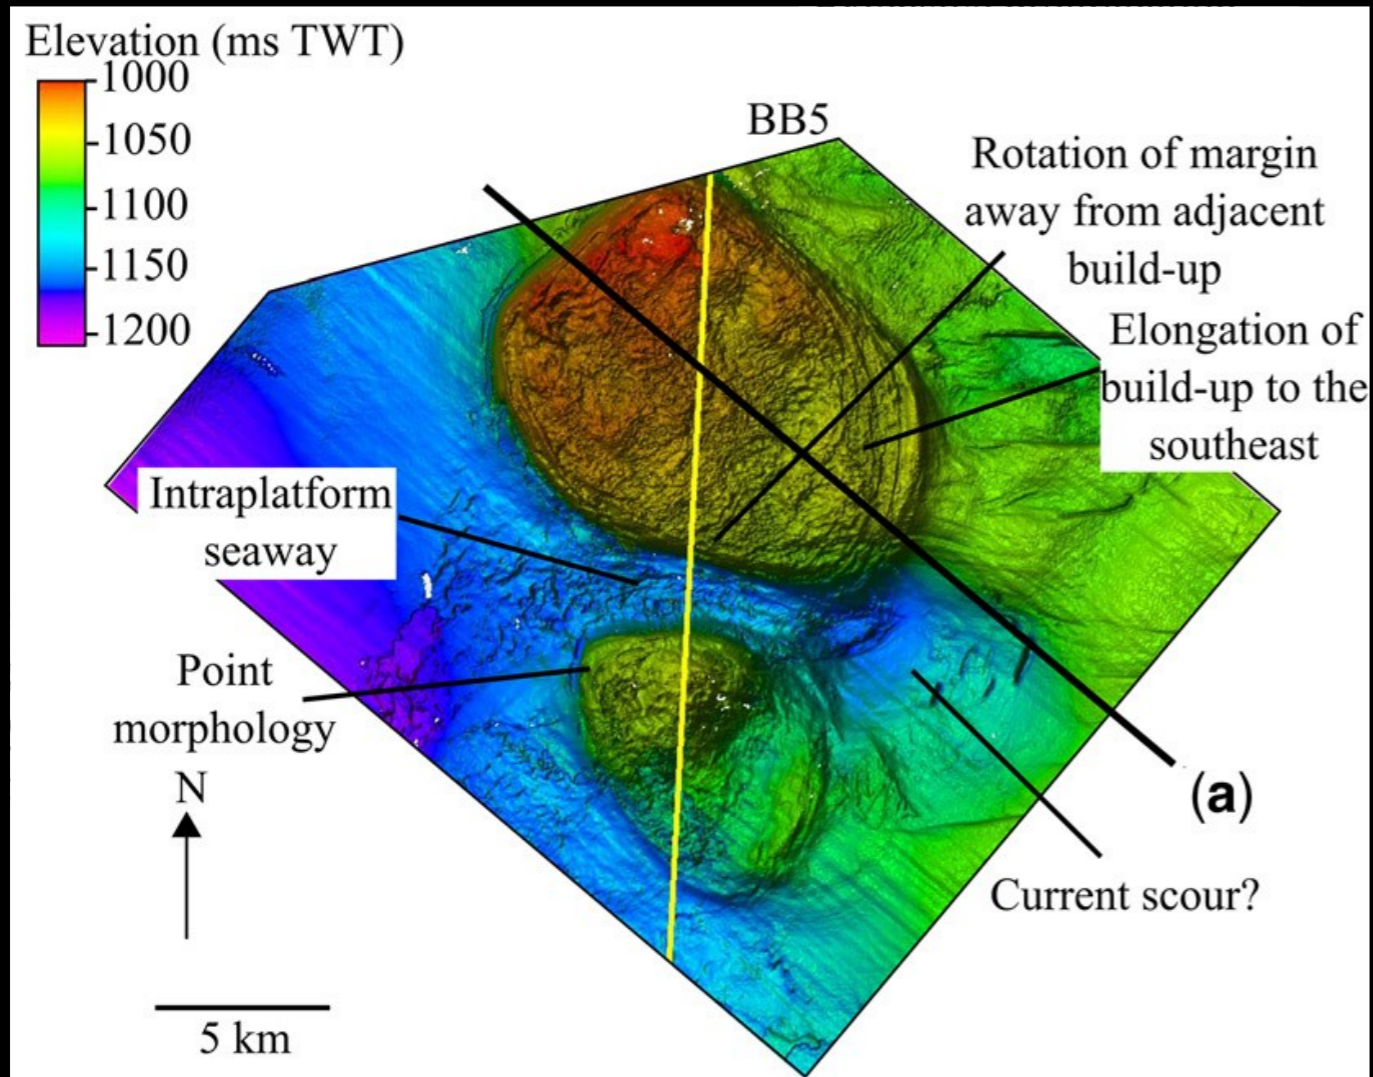 Elevation (ms TWT)
1000
1050
1100
1150
1200
BB5
Rotation of margin
away from adjacent
build-up
Elongation of
build-up to the
southeast
Intraplatform
seaway
Point
morphology
N
(a)
Current scour?
5 km